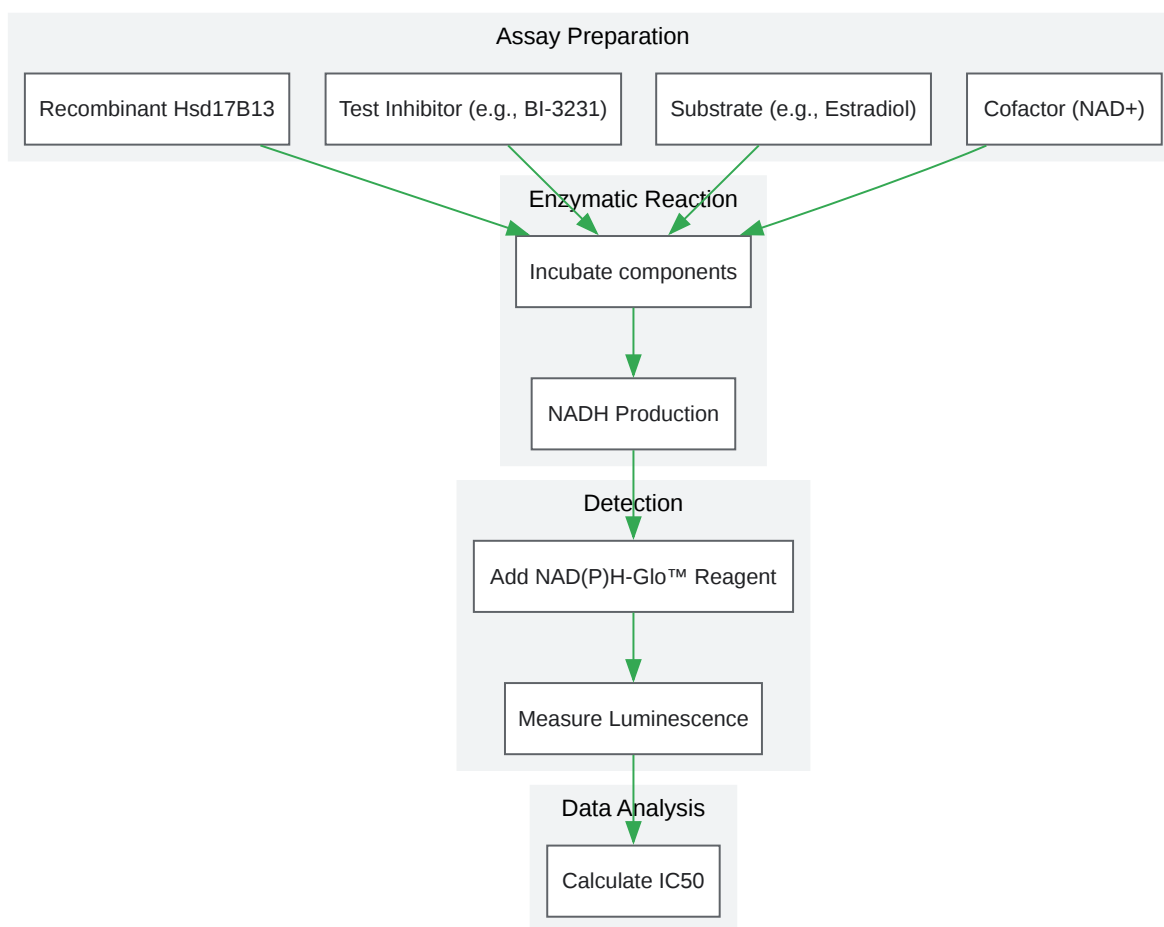 Assay Preparation
Recombinant Hsd17B13
Test Inhibitor (e.g., BI-3231)
Substrate (e.g., Estradiol)
Cofactor (NAD+)
Enzymatic Reaction
Incubate components
NADH Production
Detection
Add NAD(P)H-Glo™ Reagent
Measure Luminescence
Data Analysis
Calculate IC50